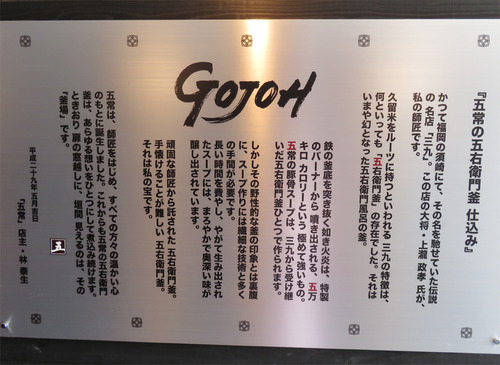 『五常の五右衛門釜 仕込み』
かつて福岡の須崎にて、その名を馳せていた伝説
の名店「三九」。この店の大将・上瀧 政孝 氏が、
私の師匠です。
久留米をルーツに持つといわれる 三九の特徴は、
何といっても「五右衛門釜」の存在でした。それは
いまや幻となった五右衛門風呂の釜。
GOJOH
鉄の釜底を突き抜く如き火炎は、特製
のバーナーから 噴き出される、五万
キロ カロリーという 極めて強いもの。
五常の豚骨スープは、三九から受け継
いだ五右衛門釜ひとつで作られます。
しかしその野性的な釜の印象とは裏腹
に、スープ作りには繊細な技術と多く
の手間が必要です。
長い時間を費やし、やがて生み出され
たスープには、まろやかで奥深い味が
醸し出されています。
頑固な師匠から託された 五右衛門釜。
手懐けることが難しい 五右衛門釜。
それは私の宝です。
五常は、師匠をはじめ、すべての方々の温かい心
のもとに誕生しました。これからも五常の五右衛門
釜は、あらゆる想いをひとつにして煮込み続けます。
ときおり 扉の窓越しに、垣間 見えるのは、その
『釜場』です。
平成二十九年 五月 吉日
「五常」店主・林 泰生
五